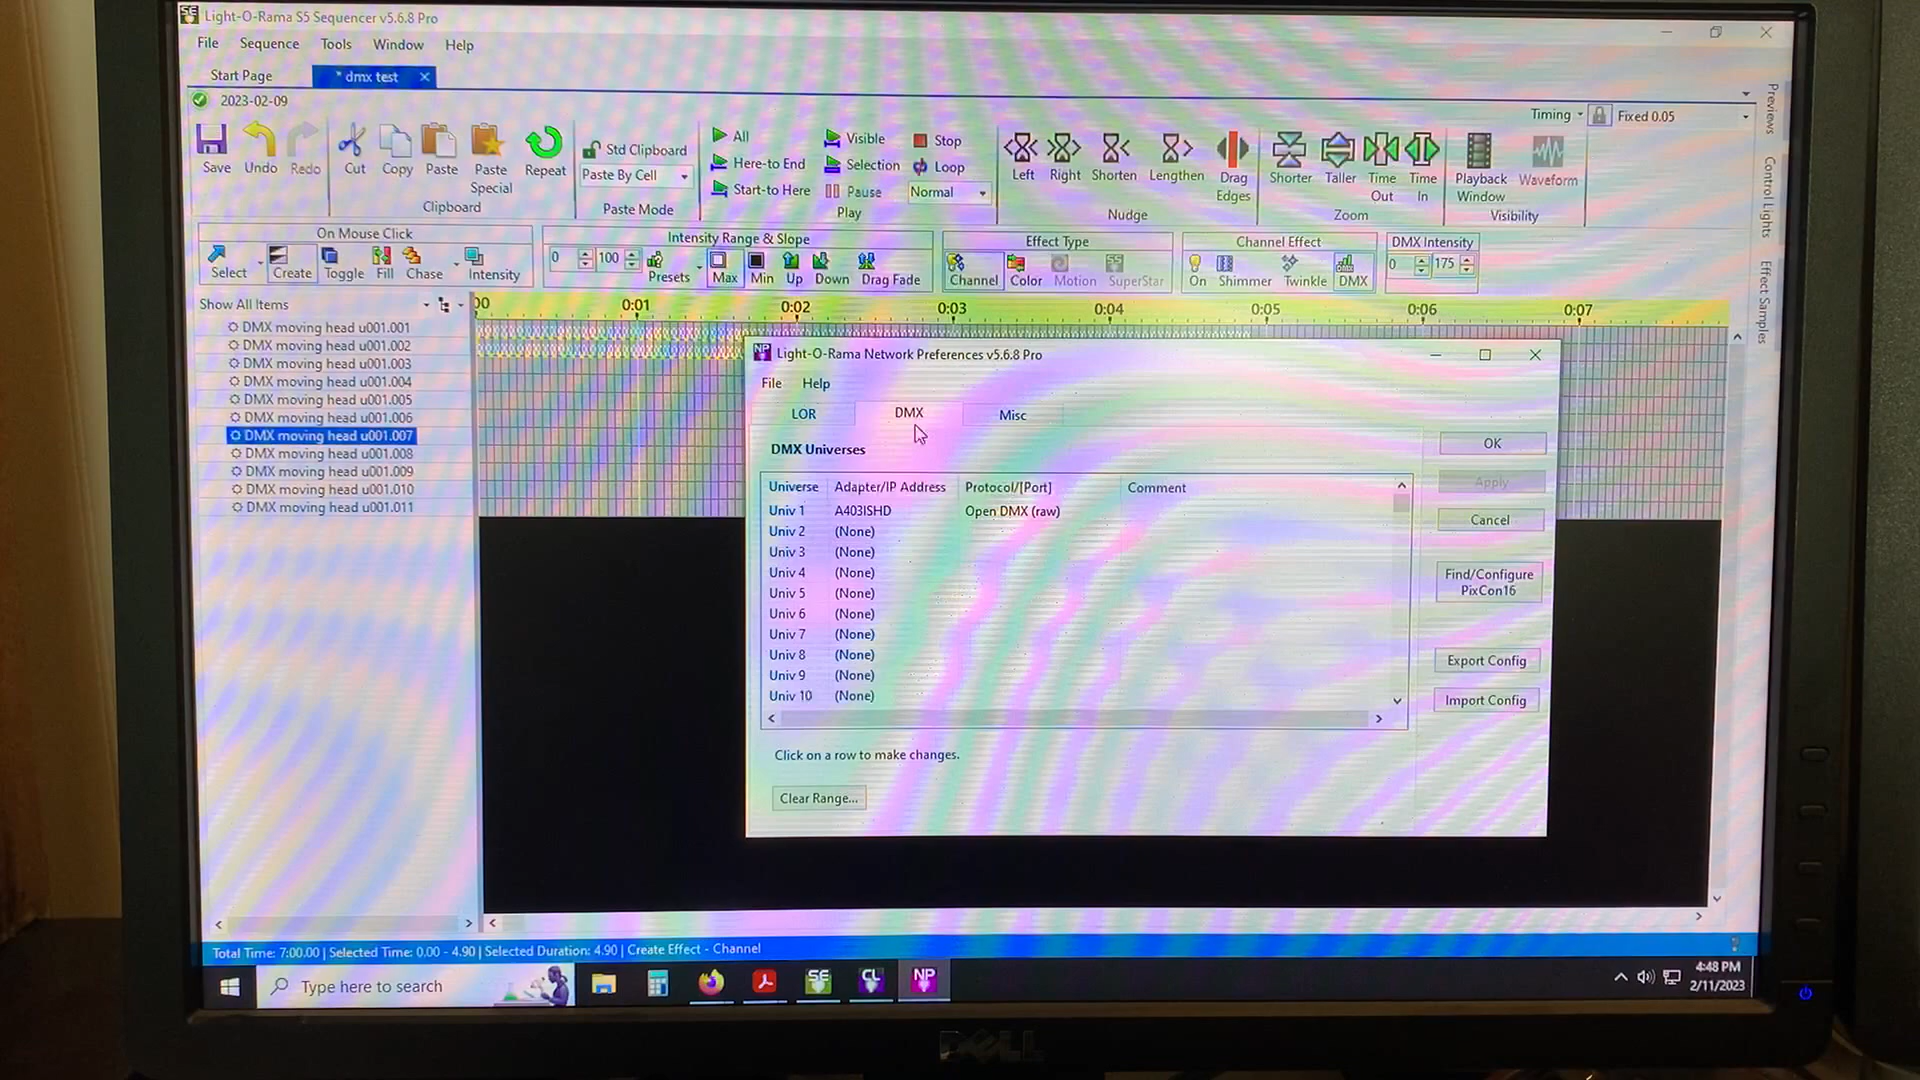 Light-O-Rama S5 Sequencer v5.6.8 Pro
File Sequence Tools Window Help
Start Page * dmx test
2023-02-09
Timing Fixed 0.05
Save Undo Redo
Cut Copy Paste Paste Special Repeat
Clipboard
Std Clipboard
Paste By Cell
Paste Mode
All Visible Stop
Here-to End Selection Loop
Start-to Here Pause Normal
Play
Left Right Shorten Lengthen Drag Edges
Nudge
Shorter Taller Time Out Time In
Zoom
Playback Window Waveform
Visibility
Previews
Control Lights
Effect Samples
On Mouse Click
Select Create Toggle Fill Chase Intensity
Intensity Range & Slope
0 100 Presets Max Min Up Down Drag Fade
Effect Type
Channel Color Motion SuperStar
Channel Effect
On Shimmer Twinkle DMX
DMX Intensity
0 175
Show All Items
00 0:01 0:02 0:03 0:04 0:05 0:06 0:07
DMX moving head u001.001
DMX moving head u001.002
DMX moving head u001.003
DMX moving head u001.004
DMX moving head u001.005
DMX moving head u001.006
DMX moving head u001.007
DMX moving head u001.008
DMX moving head u001.009
DMX moving head u001.010
DMX moving head u001.011
NP Light-O-Rama Network Preferences v5.6.8 Pro
File Help
LOR DMX Misc
DMX Universes
Universe Adapter/IP Address Protocol/[Port] Comment
Univ 1 A403ISHD Open DMX (raw)
Univ 2 (None)
Univ 3 (None)
Univ 4 (None)
Univ 5 (None)
Univ 6 (None)
Univ 7 (None)
Univ 8 (None)
Univ 9 (None)
Univ 10 (None)
Click on a row to make changes.
Clear Range...
OK
Apply
Cancel
Find/Configure
PixCon16
Export Config
Import Config
Total Time: 7:00.00 | Selected Time: 0.00 - 4.90 | Selected Duration: 4.90 | Create Effect - Channel
Type here to search
SE CL NP
4:48 PM
2/11/2023
DELL